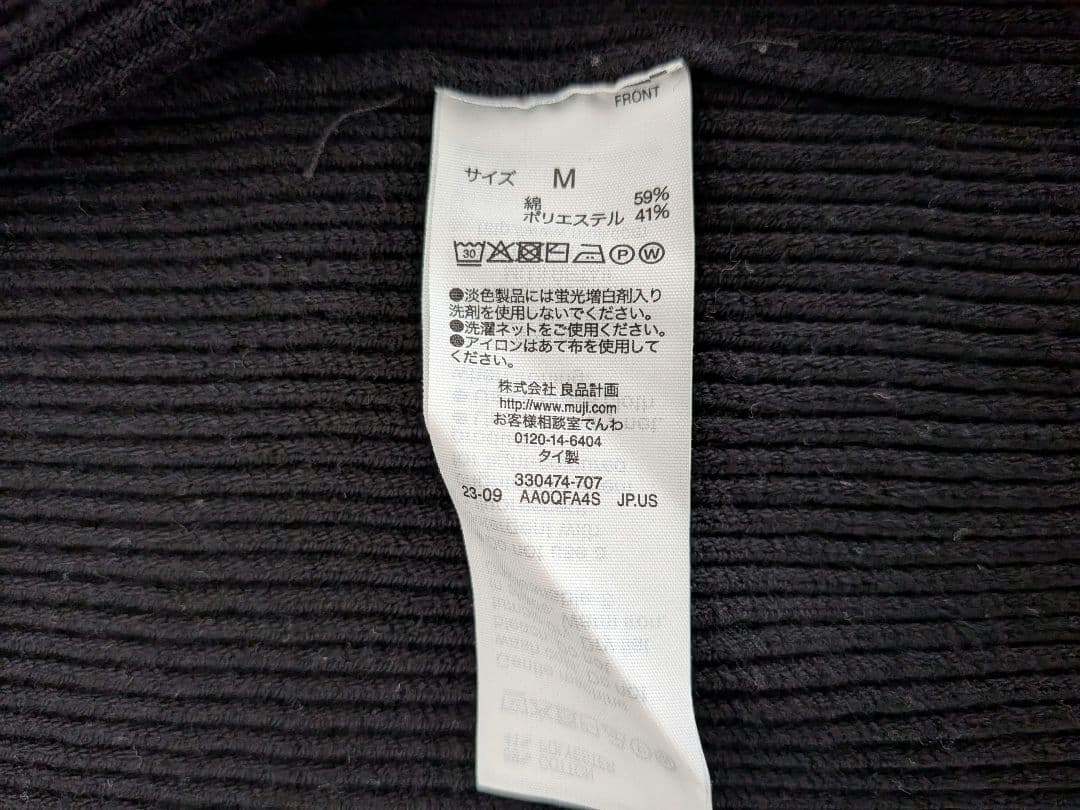 FRONT
サイズ M
綿 59%
ポリエステル 41%
30 P W
●淡色製品には蛍光増白剤入り
洗剤を使用しないでください。
●洗濯ネットをご使用ください。
●アイロンはあて布を使用して
ください。
株式会社 良品計画
http://www.muji.com
お客様相談室でんわ
0120-14-6404
タイ製
330474-707
23-09 AA0QFA4S JP.US